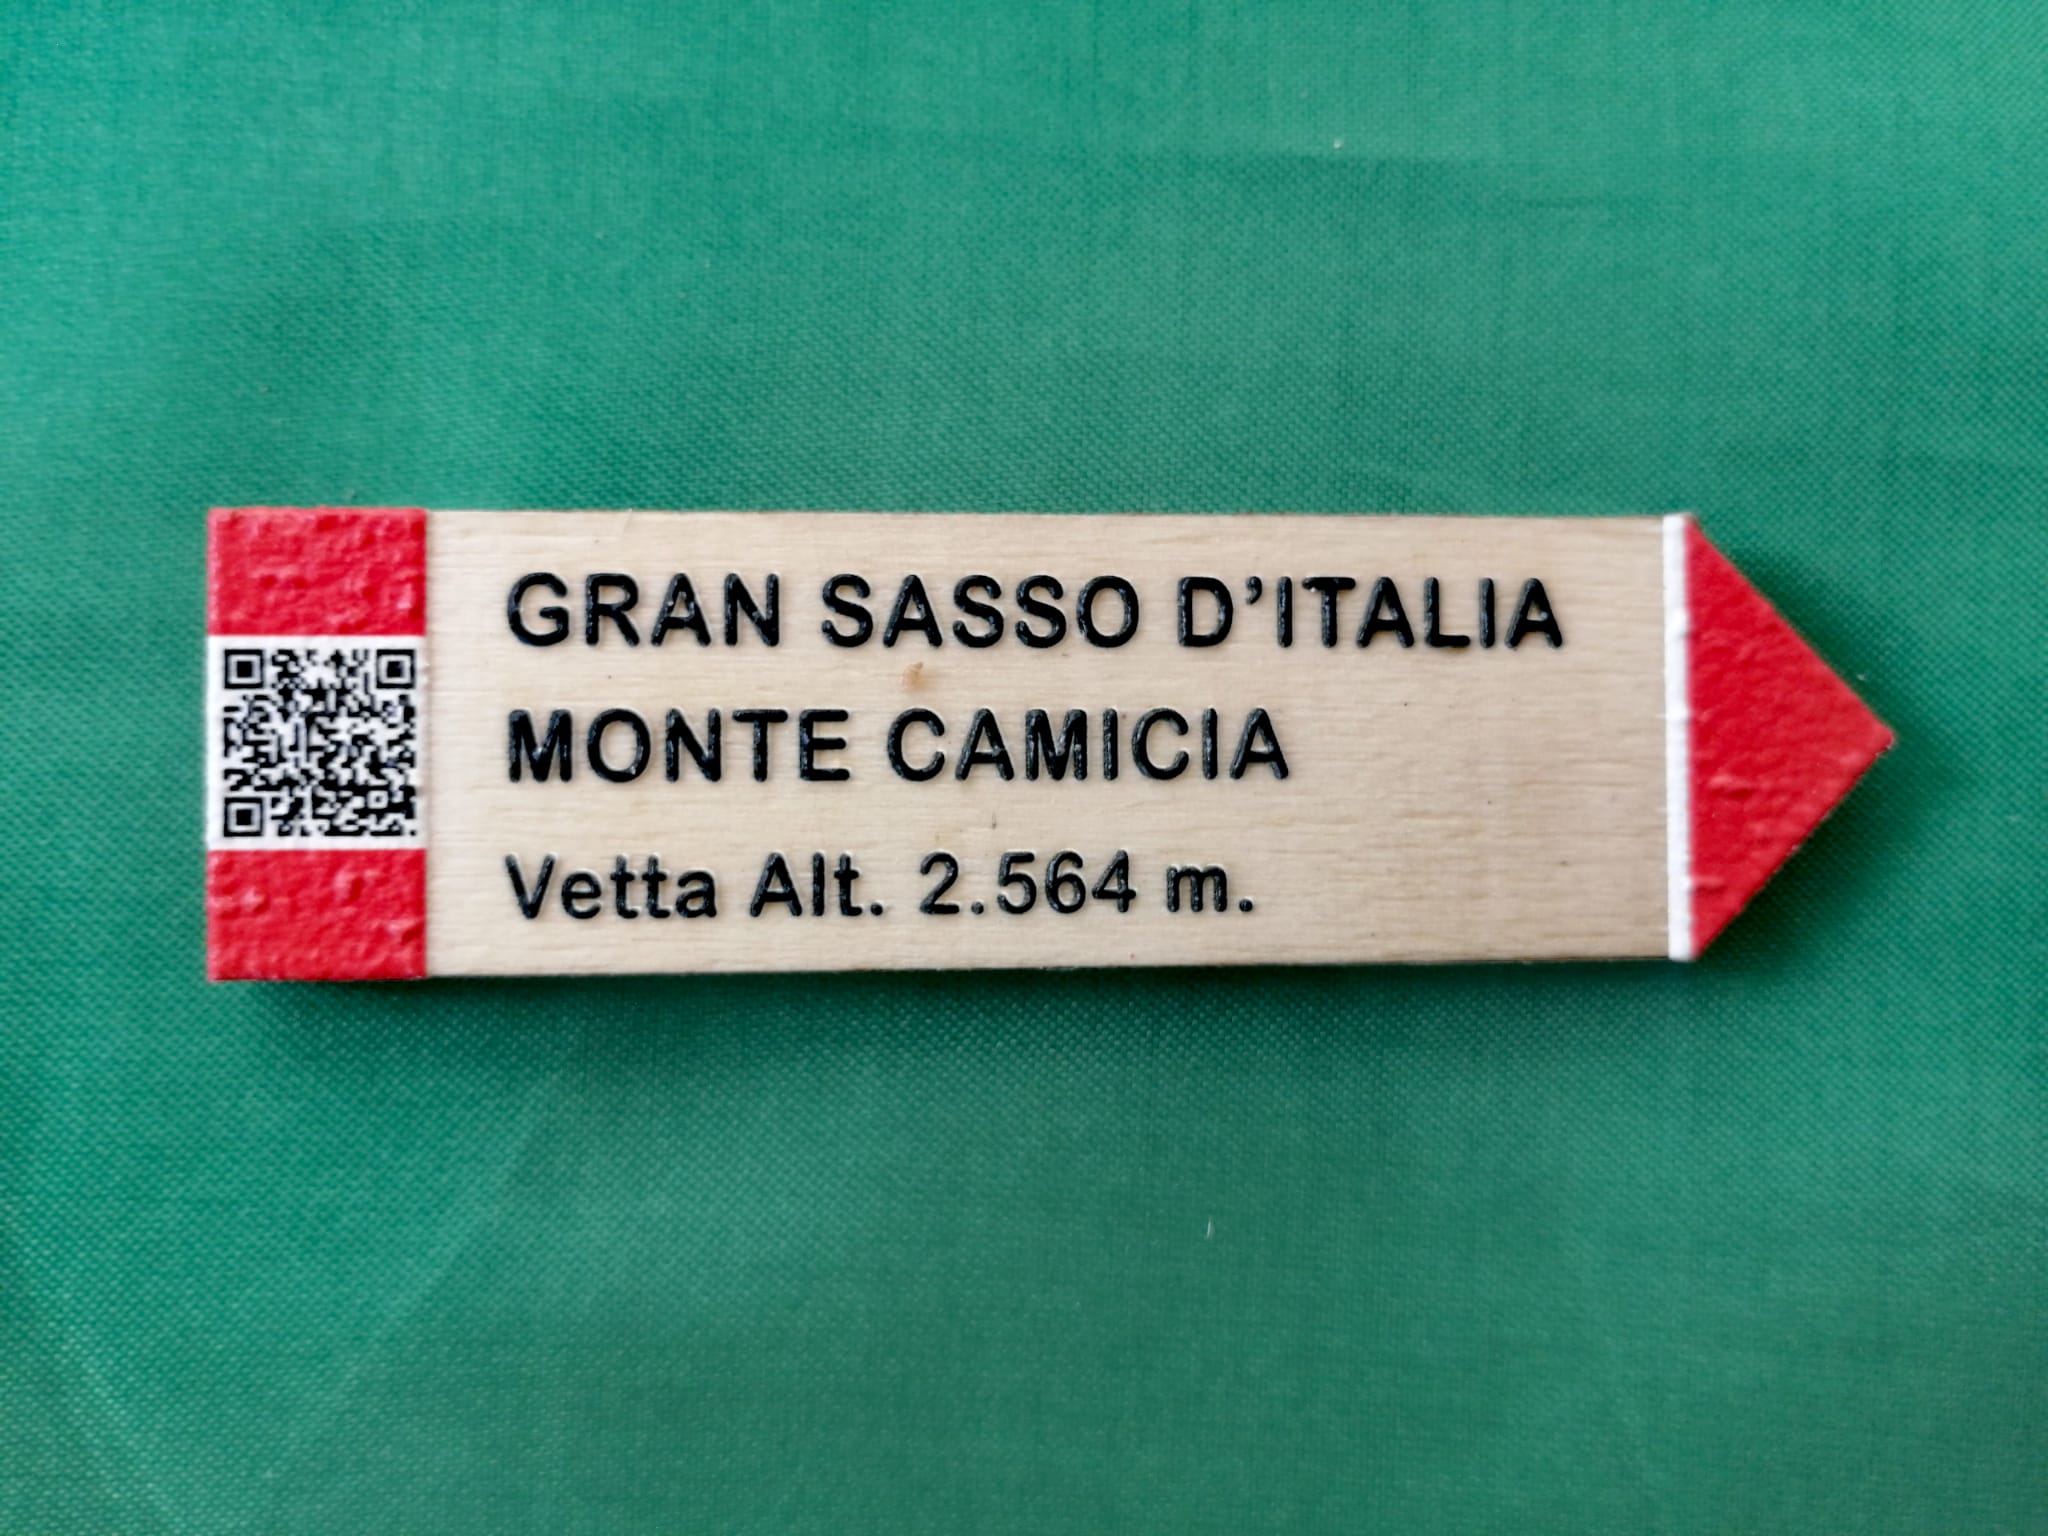 GRAN SASSO D’ITALIA
MONTE CAMICIA
Vetta Alt. 2.564 m.